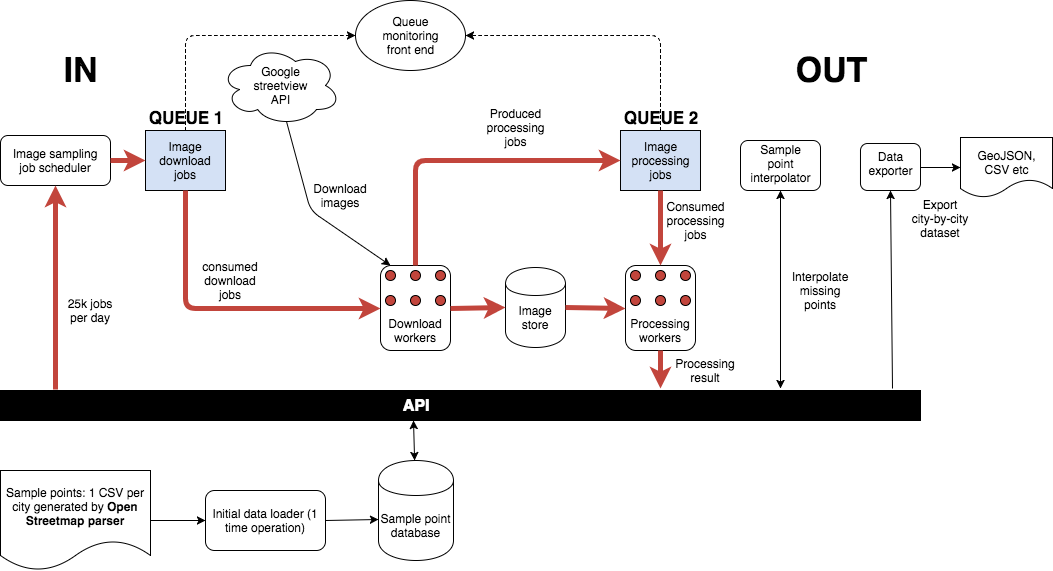 Queue
monitoring
front end
IN
OUT
Google
streetview
API
QUEUE 1
QUEUE 2
Produced
processing
jobs
Image sampling
job scheduler
Image
download
jobs
Image
processing
jobs
Sample
point
interpolator
Data
exporter
GeoJSON,
CSV etc
Download
images
Consumed
processing
jobs
Export
city-by-city
dataset
consumed
download
jobs
25k jobs
per day
Interpolate
missing
points
Download
workers
Image
store
Processing
workers
Processing
result
API
Sample points: 1 CSV per
city generated by Open
Streetmap parser
Initial data loader (1
time operation)
Sample point
database